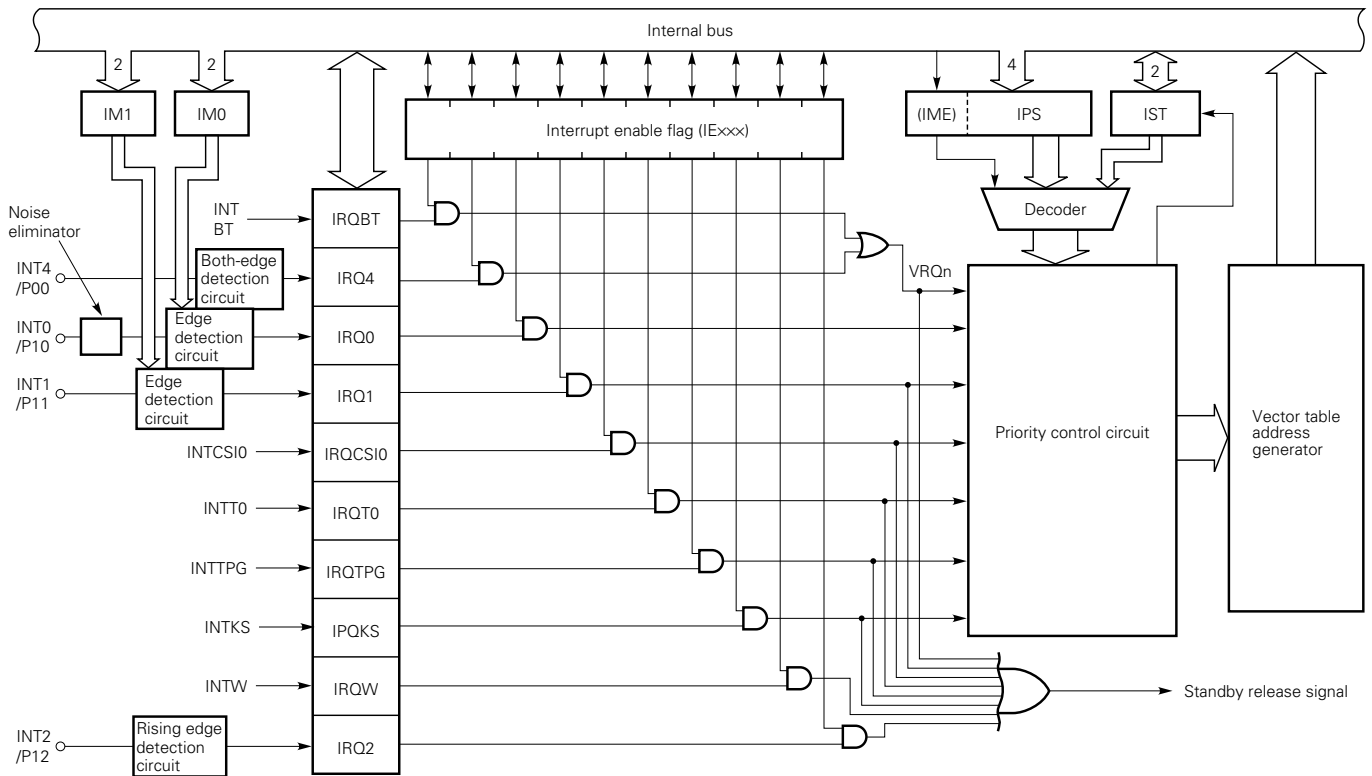 Internal bus
2
2
4
2
IM1
IM0
Interrupt enable flag (IExxx)
(IME)
IPS
IST
Decoder
Noise
eliminator
INT
BT
IRQBT
INT4
/P00
Both-edge
detection
circuit
IRQ4
VRQn
INT0
/P10
Edge
detection
circuit
IRQ0
INT1
/P11
Edge
detection
circuit
IRQ1
Priority control circuit
Vector table
address
generator
INTCSI0
IRQCSI0
INTT0
IRQT0
INTTPG
IRQTPG
INTKS
IPQKS
INTW
IRQW
Standby release signal
INT2
/P12
Rising edge
detection
circuit
IRQ2